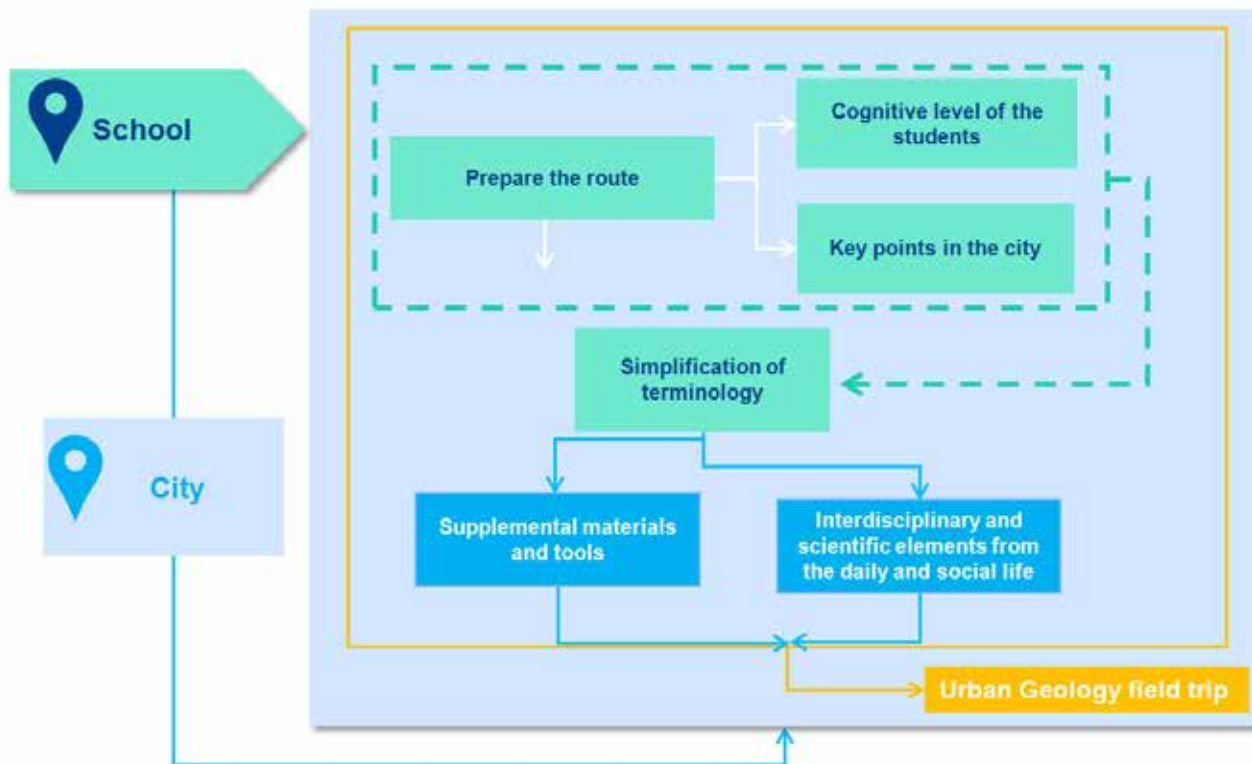 School
Cognitive level of the
students
Prepare the route
Key points in the city
Simplification of
terminology
City
Supplemental materials
and tools
Interdisciplinary and
scientific elements from
the daily and social life
Urban Geology field trip